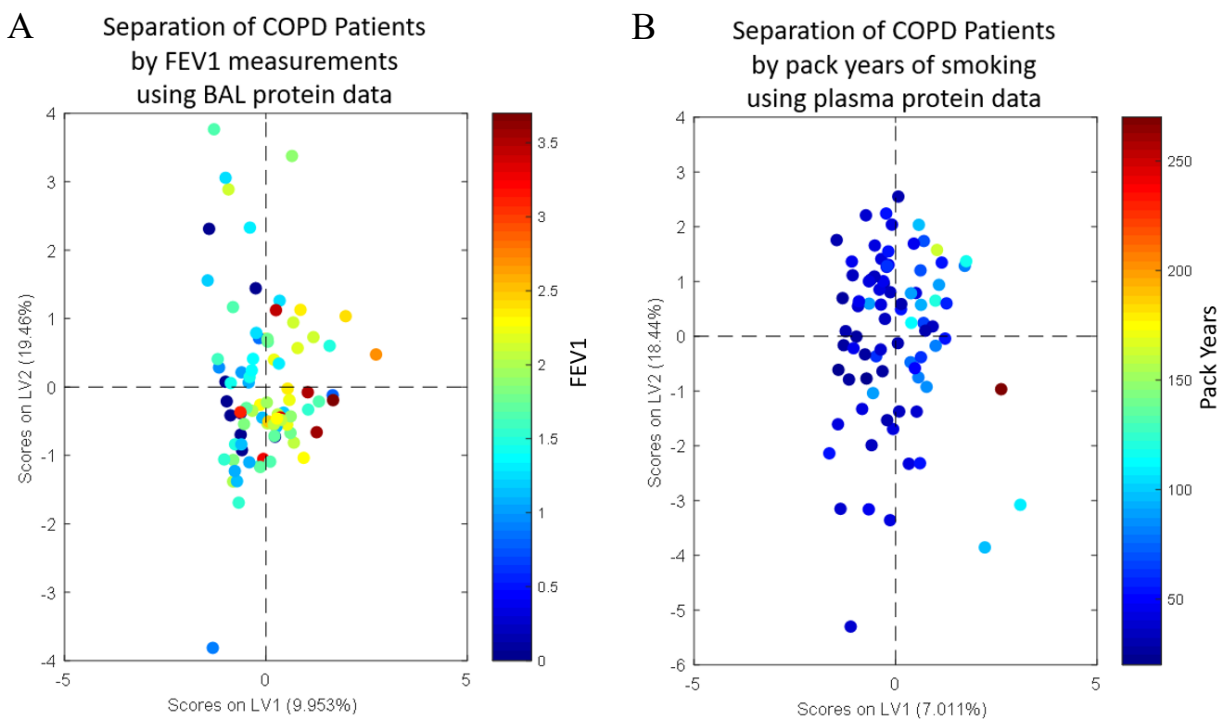 A
Separation of COPD Patients
by FEV1 measurements
using BAL protein data
4
3
2
1
0
-1
-2
-3
-4
-5
0
5
Scores on LV2 (19.46%)
Scores on LV1 (9.953%)
3.5
3
2.5
2
1.5
1
0.5
0
FEV1
B
Separation of COPD Patients
by pack years of smoking
using plasma protein data
4
3
2
1
0
-1
-2
-3
-4
-5
-6
-5
0
5
Scores on LV2 (18.44%)
Scores on LV1 (7.011%)
250
200
150
100
50
Pack Years